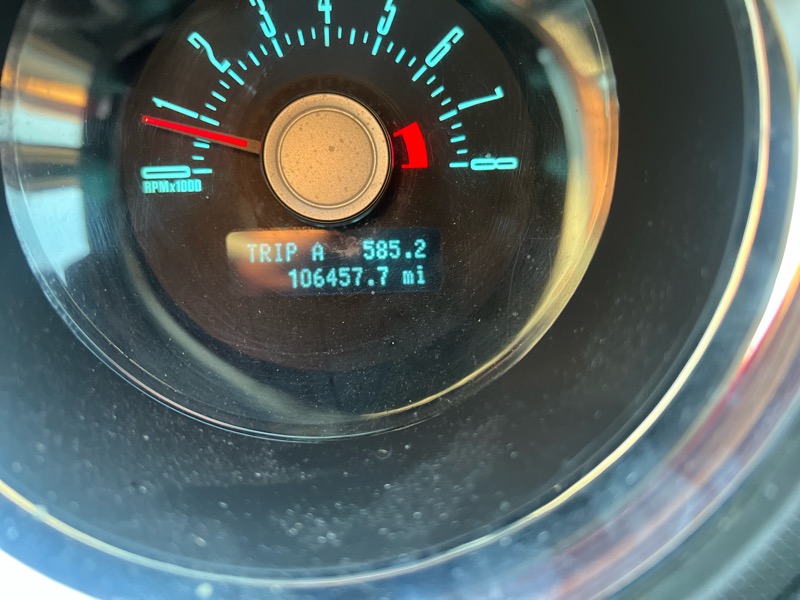 0 1 2 3 4 5 6 7 8
RPMx1000
TRIP A 585.2
106457.7 mi